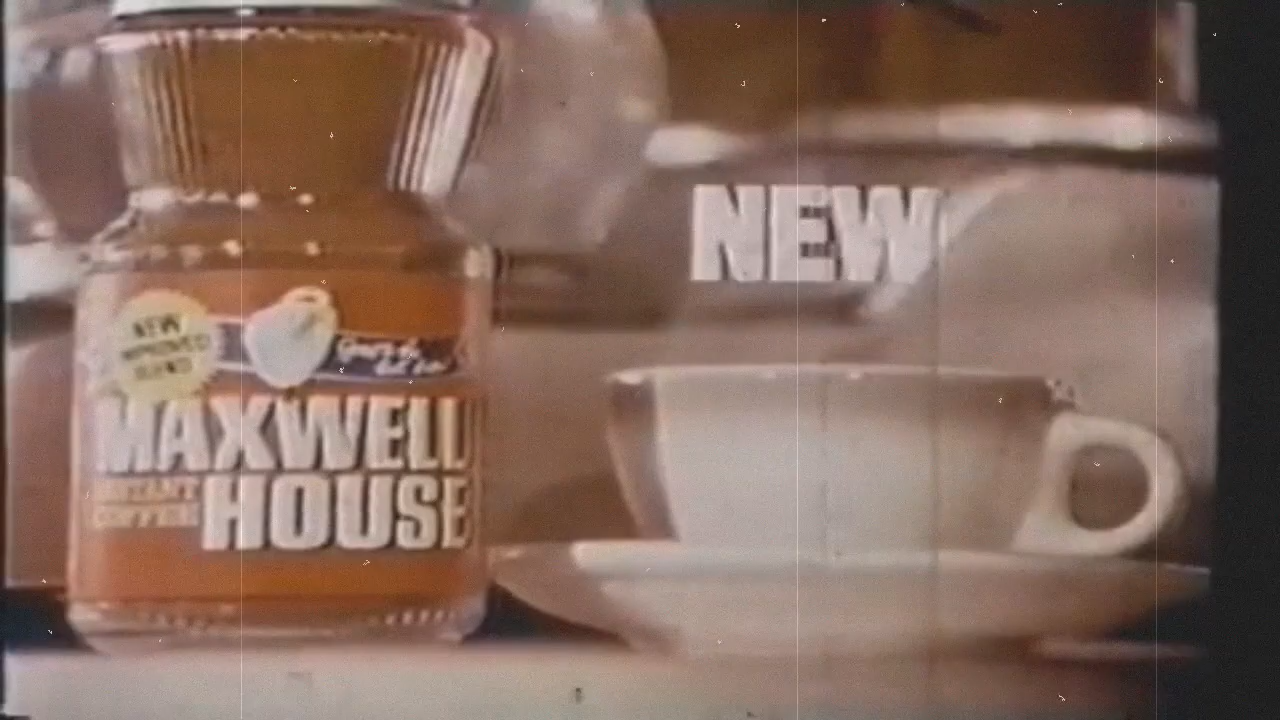 NEW
NEW
IMPROVED
BLEND
MAXWELL
INSTANT
COFFEE
HOUSE